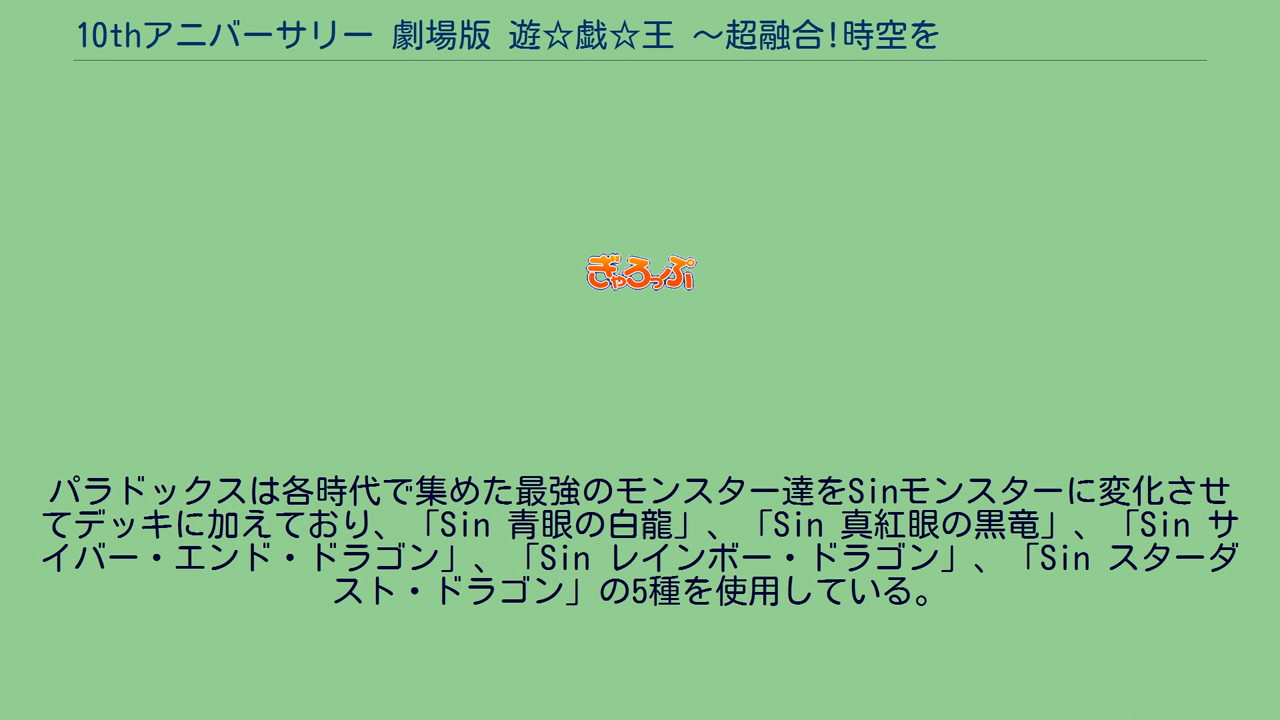 10thアニバーサリー 劇場版 遊☆戯☆王 ～超融合!時空を
ぎゃろっぷ
パラドックスは各時代で集めた最強のモンスター達をSinモンスターに変化させ
てデッキに加えており、「Sin 青眼の白龍」、「Sin 真紅眼の黒竜」、「Sin サ
イバー・エンド・ドラゴン」、「Sin レインボー・ドラゴン」、「Sin スターダ
スト・ドラゴン」の5種を使用している。